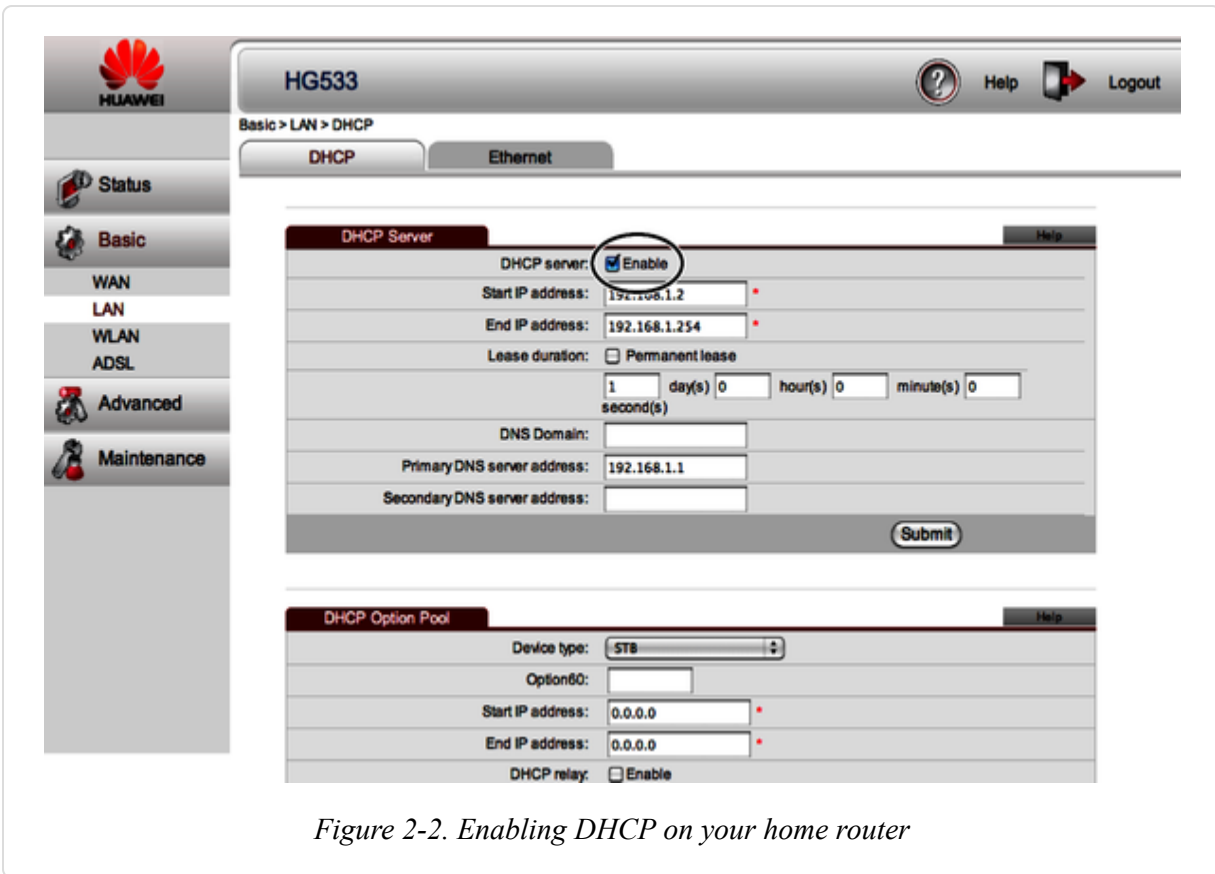 HUAWEI
HG533
Help
Logout
Basic > LAN > DHCP
DHCP
Ethernet
Status
Basic
WAN
LAN
WLAN
ADSL
Advanced
Maintenance
DHCP Server
Help
DHCP server: Enable
Start IP address: 192.168.1.2 *
End IP address: 192.168.1.254 *
Lease duration: Permanent lease
1 day(s) 0 hour(s) 0 minute(s) 0
second(s)
DNS Domain:
Primary DNS server address: 192.168.1.1
Secondary DNS server address:
Submit
DHCP Option Pool
Help
Device type: STB
Option60:
Start IP address: 0.0.0.0 *
End IP address: 0.0.0.0 *
DHCP relay: Enable
Figure 2-2. Enabling DHCP on your home router